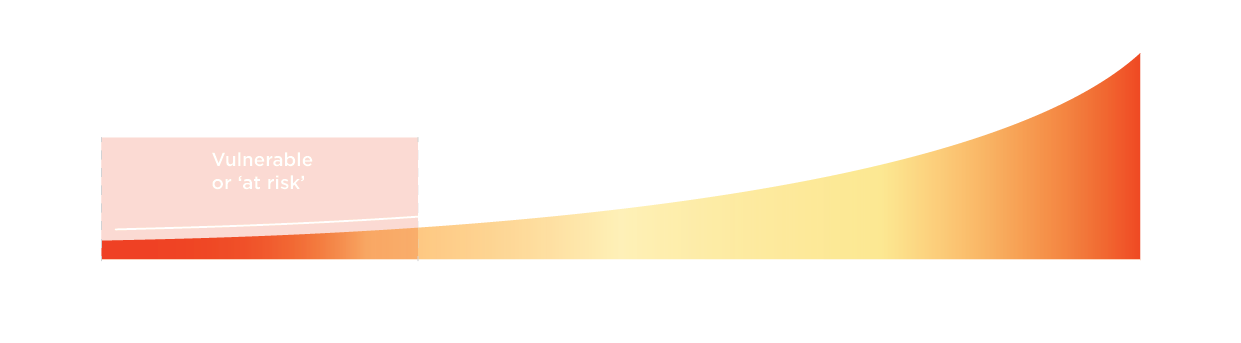 Vulnerable
or ‘at risk’